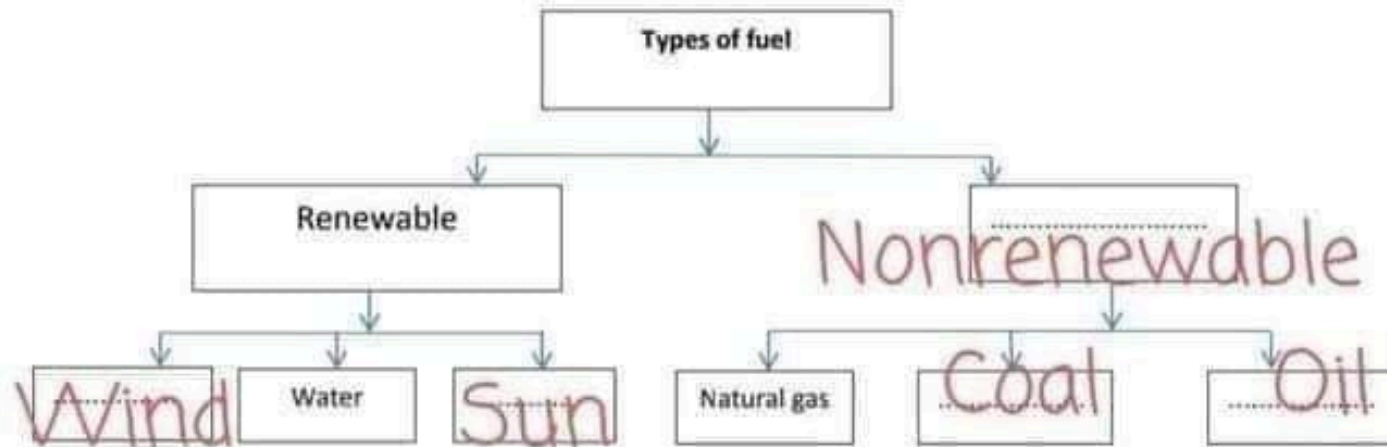 Types of fuel
Renewable
Nonrenewable
Wind
Water
Sun
Natural gas
Coal
Oil